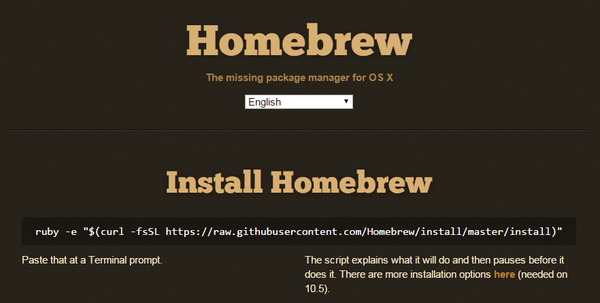 Homebrew
The missing package manager for OS X
English
Install Homebrew
ruby -e "$(curl -fsSL https://raw.githubusercontent.com/Homebrew/install/master/install)"
Paste that at a Terminal prompt.
The script explains what it will do and then pauses before it
does it. There are more installation options here (needed on
10.5).